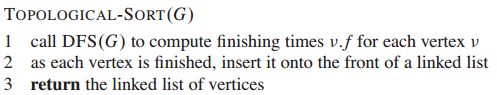 TOPOLOGICAL-SORT(G)
1 call DFS(G) to compute finishing times v.f for each vertex v
2 as each vertex is finished, insert it onto the front of a linked list
3 return the linked list of vertices